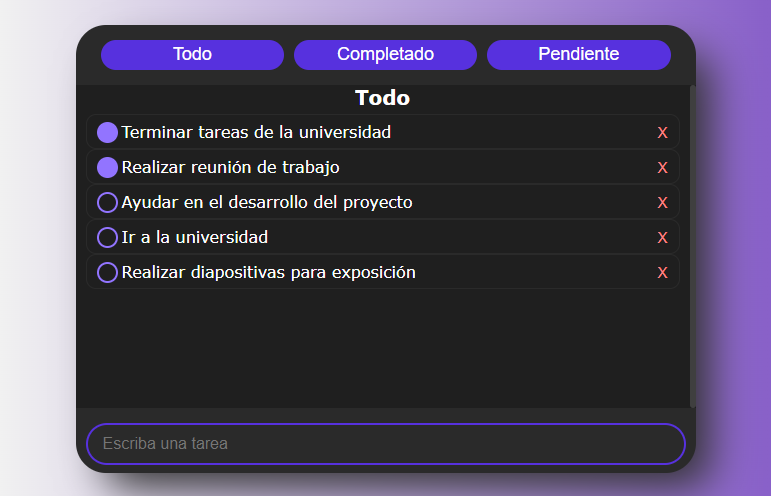 Todo Completado Pendiente
Todo
Terminar tareas de la universidad X
Realizar reunión de trabajo X
Ayudar en el desarrollo del proyecto X
Ir a la universidad X
Realizar diapositivas para exposición X
Escriba una tarea